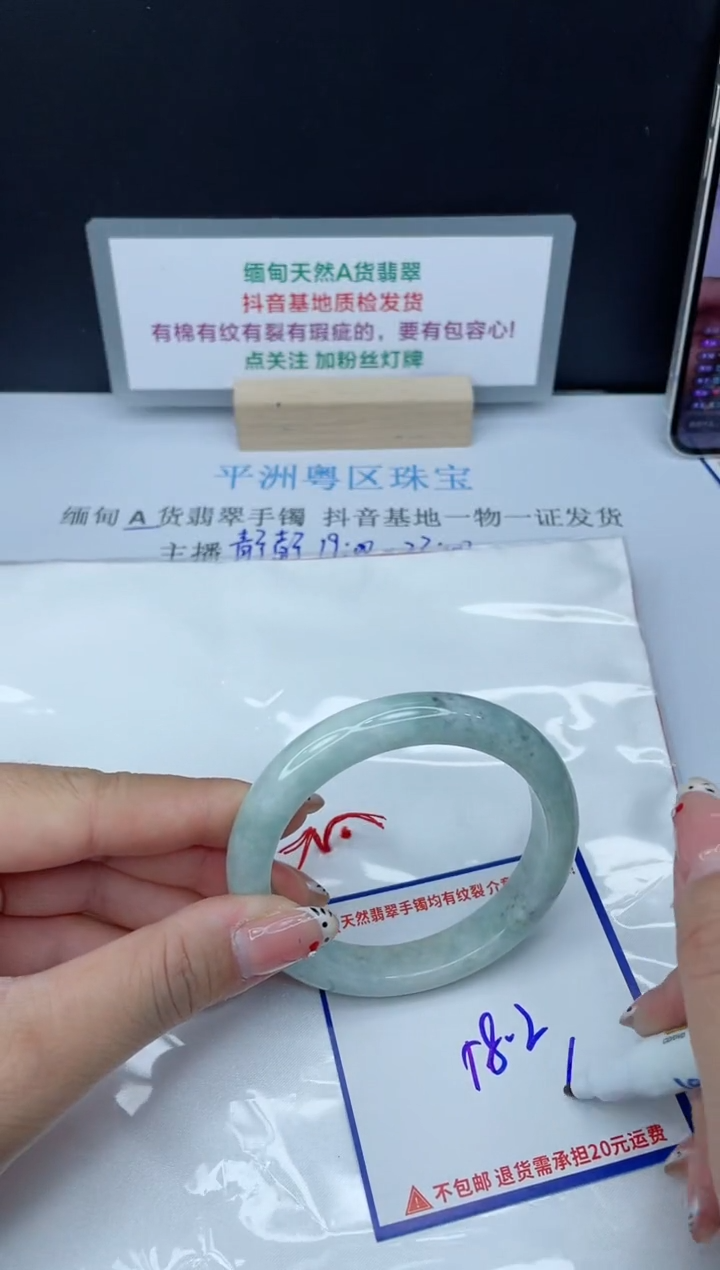 缅甸天然A货翡翠
抖音基地质检发货
有棉有纹有裂有瑕疵的，要有包容心!
点关注 加粉丝灯牌
平洲粤区珠宝
缅甸 A 货翡翠手镯 抖音基地一物一证发货
主播
天然翡翠手镯均有纹裂
不包邮 退货需承担20元运费